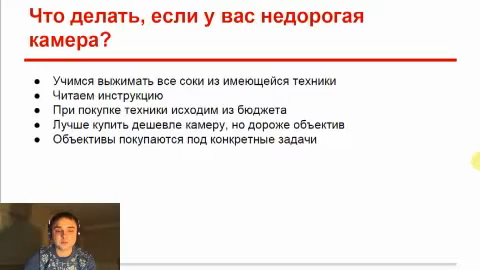 Что делать, если у вас недорогая
камера?
● Учимся выжимать все соки из имеющейся техники
● Читаем инструкцию
● При покупке техники исходим из бюджета
● Лучше купить дешевле камеру, но дороже объектив
● Объективы покупаются под конкретные задачи